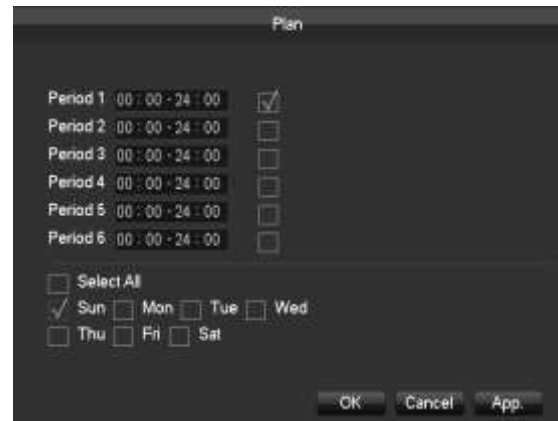 Plan
Period 1 00 : 00 - 24 : 00
Period 2 00 : 00 - 24 : 00
Period 3 00 : 00 - 24 : 00
Period 4 00 : 00 - 24 : 00
Period 5 00 : 00 - 24 : 00
Period 6 00 : 00 - 24 : 00
Select All
Sun Mon Tue Wed
Thu Fri Sat
OK Cancel App.